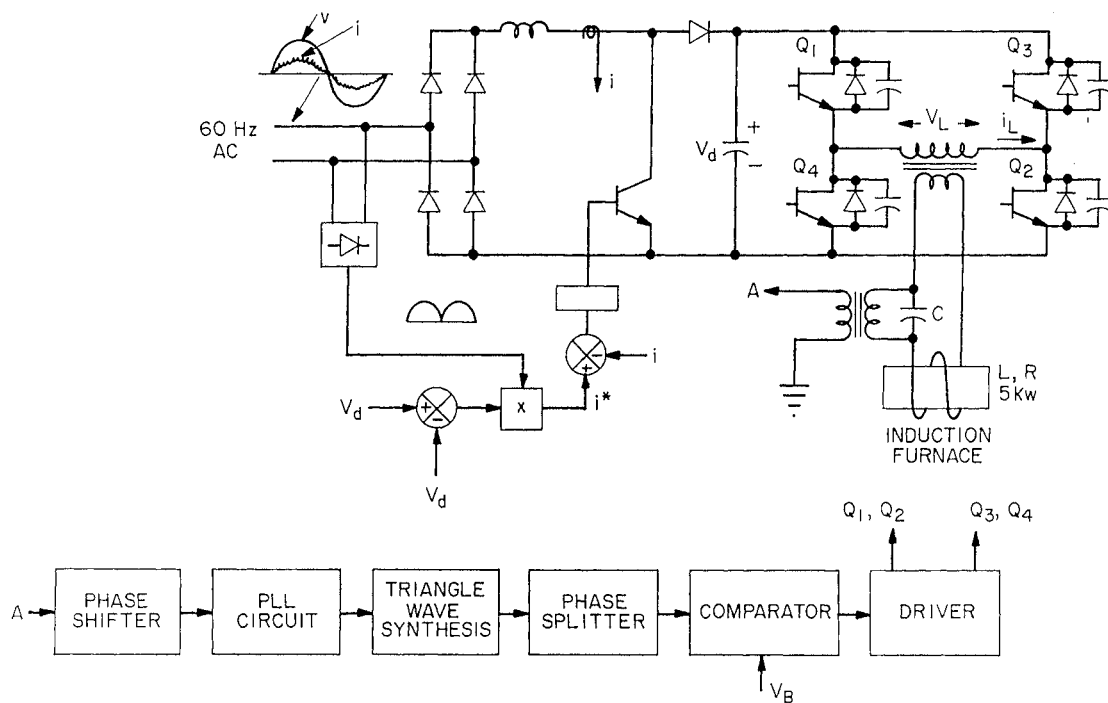 V
i
60 Hz
AC
i
Q1
Q3
VL
iL
Vd
+
−
Q4
Q2
A
C
L, R
5kw
INDUCTION
FURNACE
−
+
i
i*
x
Vd
+
−
Vd
Q1, Q2
Q3, Q4
A
PHASE
SHIFTER
PLL
CIRCUIT
TRIANGLE
WAVE
SYNTHESIS
PHASE
SPLITTER
COMPARATOR
DRIVER
VB